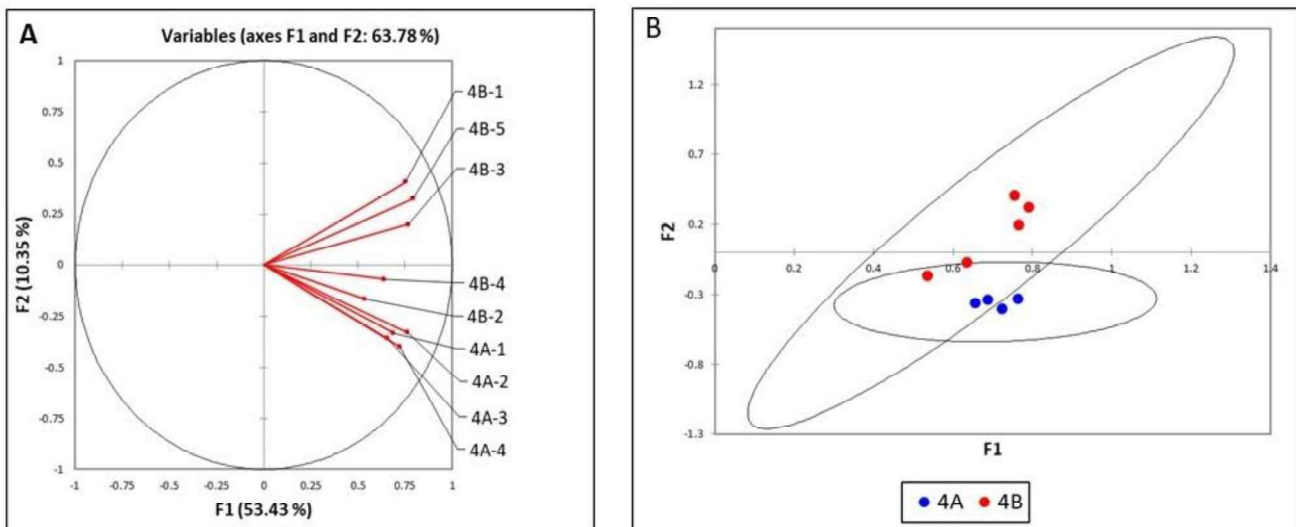 A
Variables (axes F1 and F2: 63.78 %)
1
0.75
0.5
0.25
0
-0.25
-0.5
-0.75
-1
F2 (10.35 %)
4B-1
4B-5
4B-3
4B-4
4B-2
4A-1
4A-2
4A-3
4A-4
-1 -0.75 -0.5 -0.25 0 0.25 0.5 0.75 1
F1 (53.43 %)
B
1.2
0.7
0.2
-0.3
-0.8
-1.3
F2
0 0.2 0.4 0.6 0.8 1 1.2 1.4
F1
4A 4B